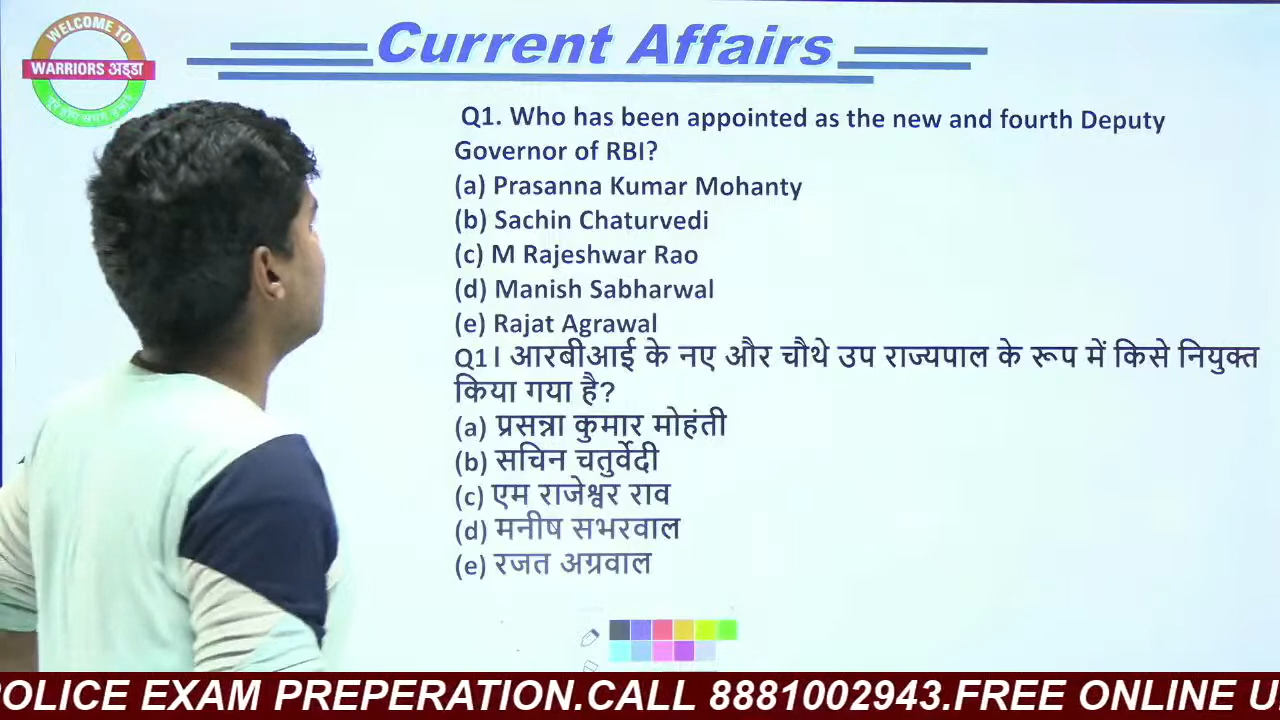 WELCOME TO
WARRIORS अड्डा
Current Affairs
Q1. Who has been appointed as the new and fourth Deputy
Governor of RBI?
(a) Prasanna Kumar Mohanty
(b) Sachin Chaturvedi
(c) M Rajeshwar Rao
(d) Manish Sabharwal
(e) Rajat Agrawal
Q1। आरबीआई के नए और चौथे उप राज्यपाल के रूप में किसे नियुक्त
किया गया है?
(a) प्रसन्ना कुमार मोहंती
(b) सचिन चतुर्वेदी
(c) एम राजेश्वर राव
(d) मनीष सभरवाल
(e) रजत अग्रवाल
POLICE EXAM PREPERATION.CALL 8881002943.FREE ONLINE U